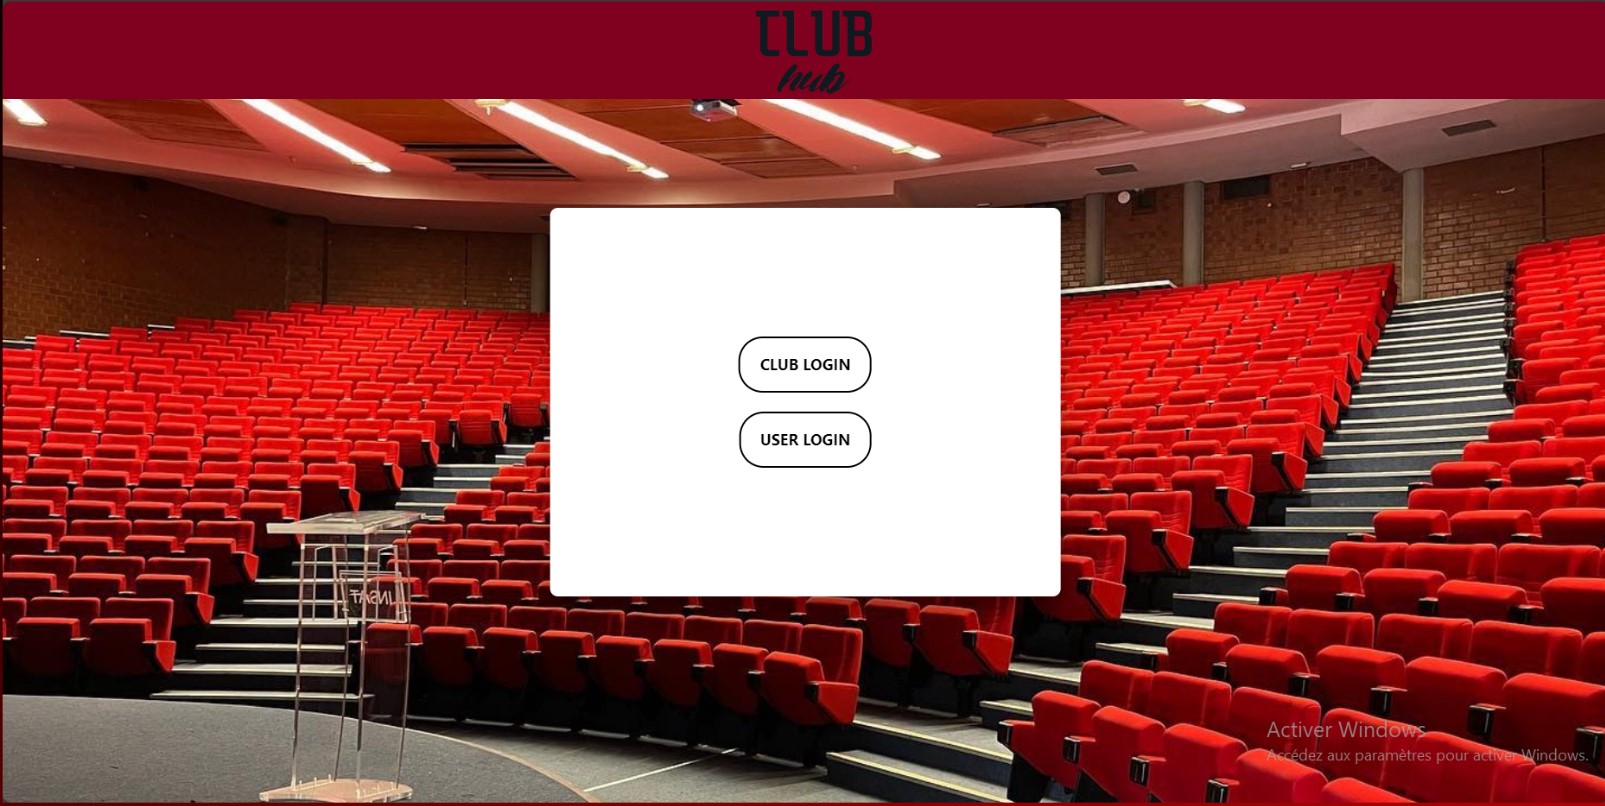 CLUB
hub
CLUB LOGIN
USER LOGIN
INSAT
Activer Windows
Accédez aux paramètres pour activer Windows.